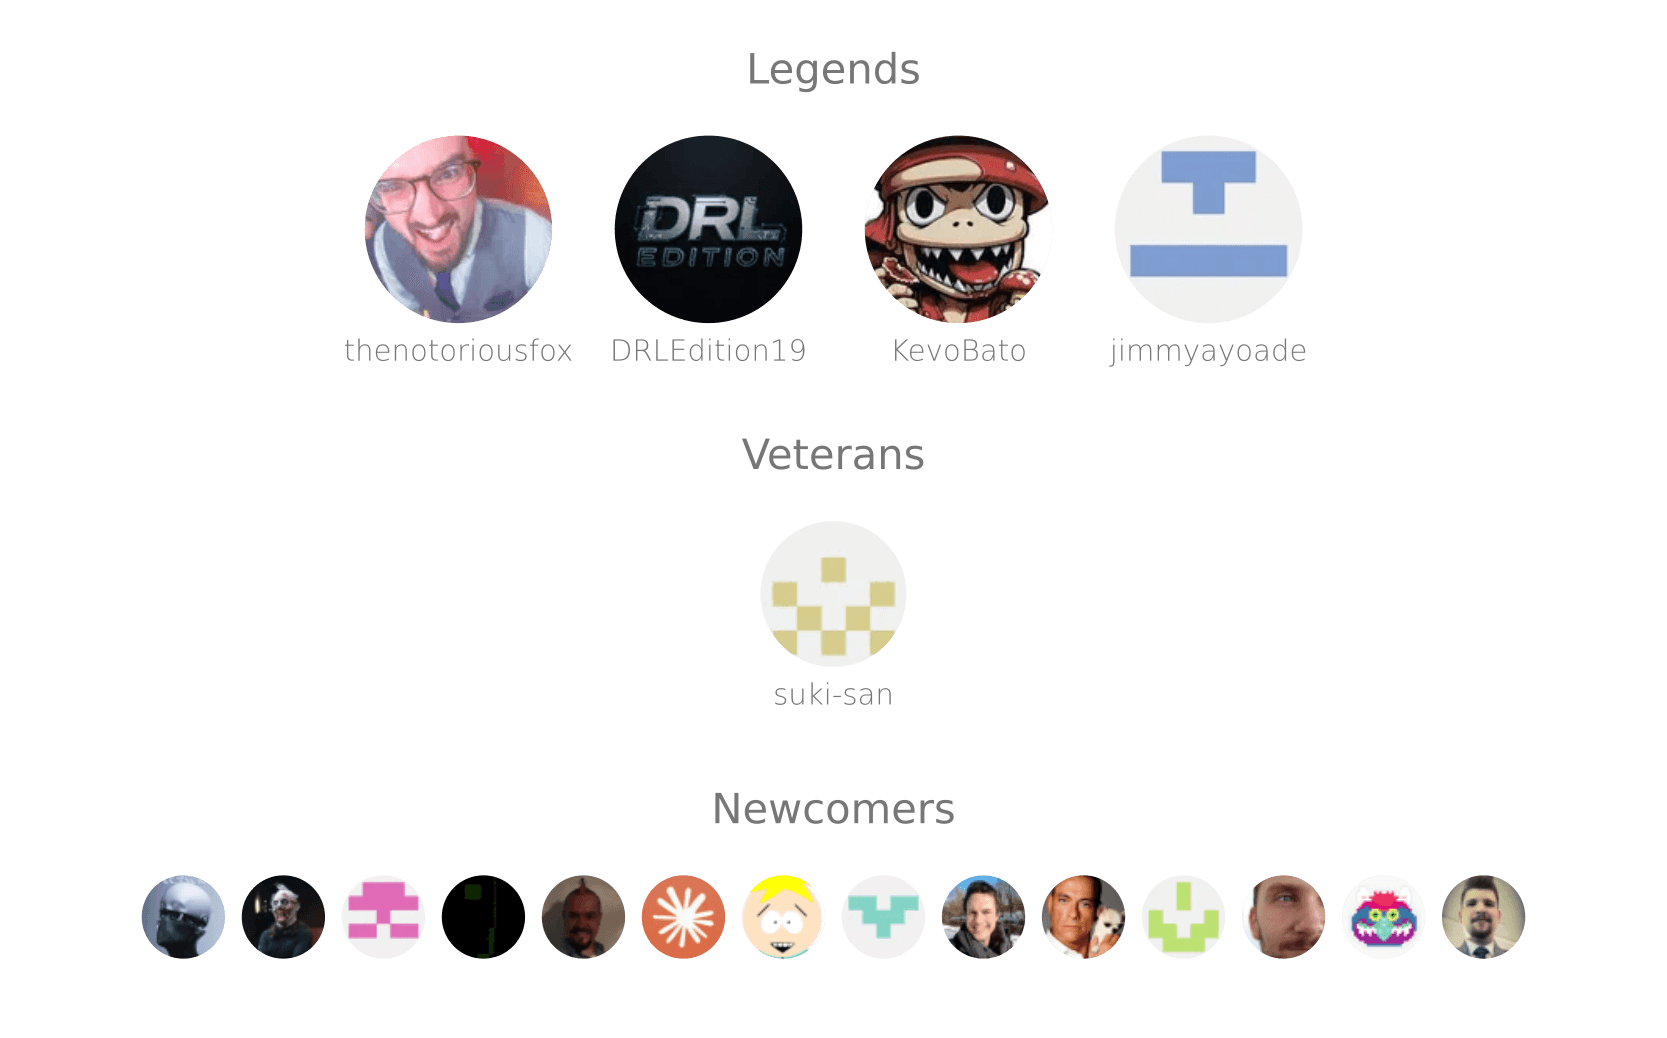 Legends
DRL
EDITION
thenotoriousfox DRLEdition19 KevoBato jimmyayoade
Veterans
suki-san
Newcomers